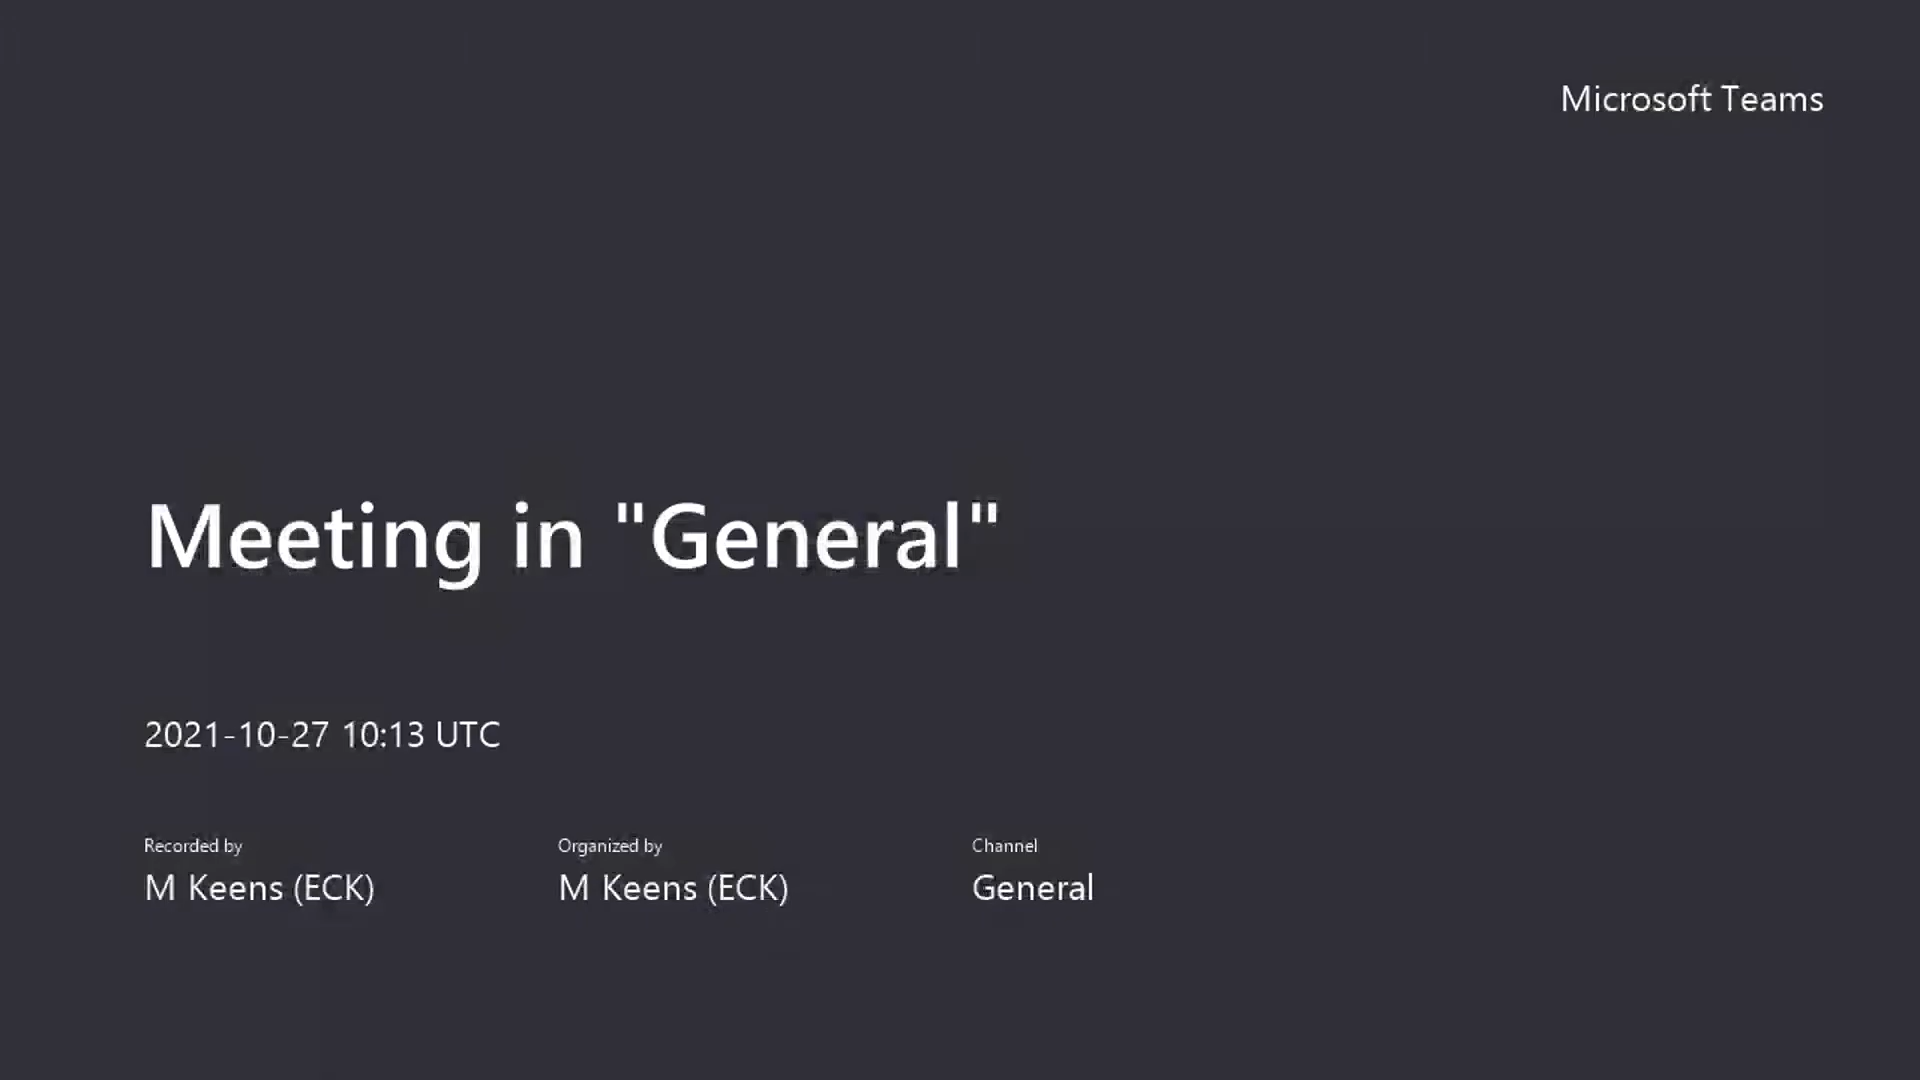 Microsoft Teams
Meeting in "General"
2021-10-27 10:13 UTC
Recorded by
M Keens (ECK)
Organized by
M Keens (ECK)
Channel
General